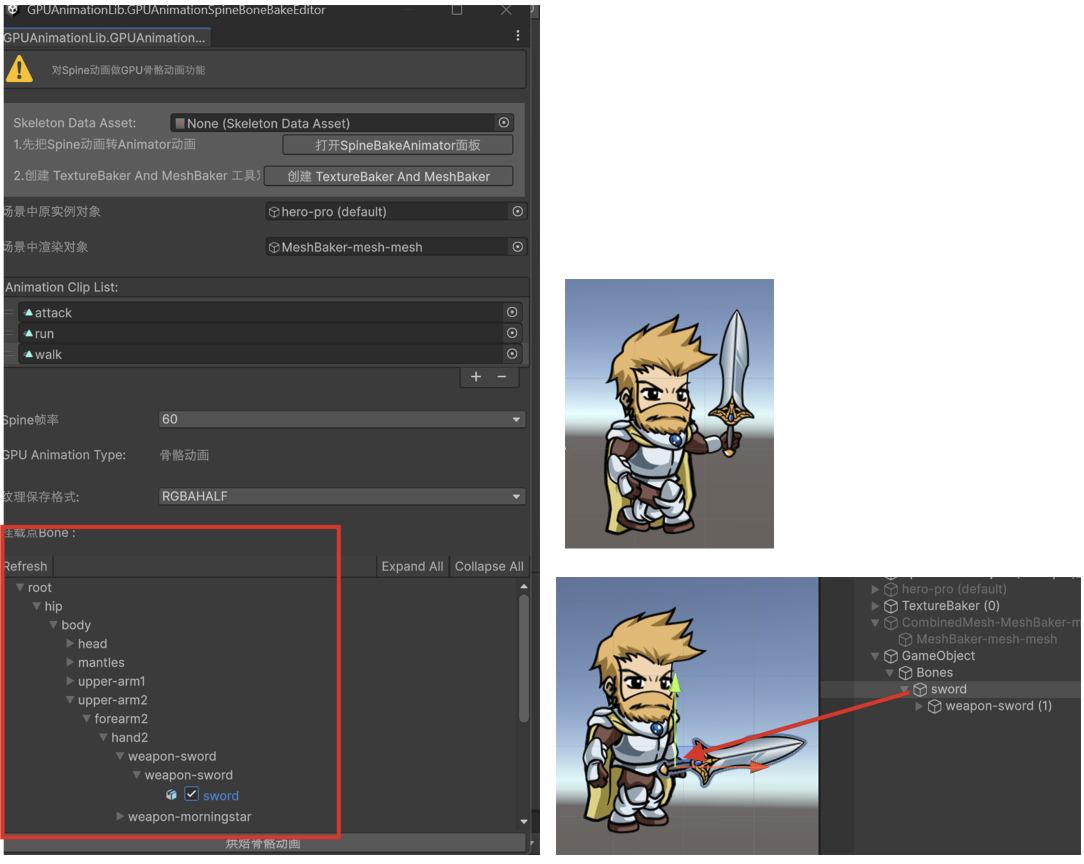 GPUAnimationLib.GPUAnimationSpineBoneBakeEditor
GPUAnimationLib.GPUAnimation...
对Spine动画做GPU骨骼动画功能
Skeleton Data Asset:
None (Skeleton Data Asset)
1.先把Spine动画转Animator动画
打开SpineBakeAnimator面板
2.创建 TextureBaker And MeshBaker 工具
创建 TextureBaker And MeshBaker
场景中原实例对象
hero-pro (default)
场景中渲染对象
MeshBaker-mesh-mesh
Animation Clip List:
attack
run
walk
Spine帧率
60
GPU Animation Type:
骨骼动画
纹理保存格式:
RGBAHALF
挂载点Bone :
Refresh
Expand All
Collapse All
root
hip
body
head
mantles
upper-arm1
upper-arm2
forearm2
hand2
weapon-sword
weapon-sword
sword
weapon-morningstar
烘焙骨骼动画
hero-pro (default)
TextureBaker (0)
CombinedMesh-MeshBaker-m
MeshBaker-mesh-mesh
GameObject
Bones
sword
weapon-sword (1)